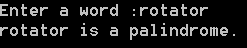 Enter a word :rotator
rotator is a palindrome.